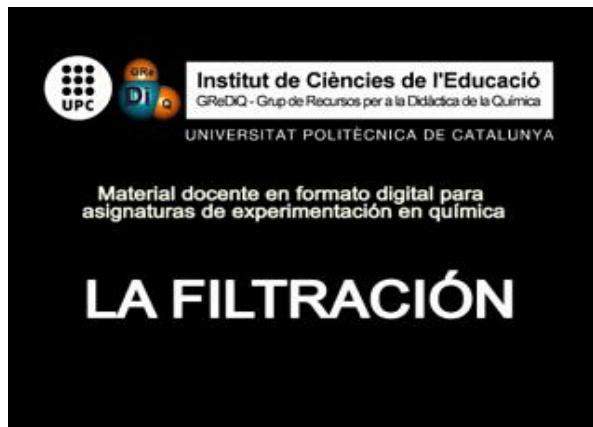 UPC
GRe
Di
Q
Institut de Ciències de l'Educació
GReDiQ - Grup de Recursos per a la Didàctica de la Química
UNIVERSITAT POLITÈCNICA DE CATALUNYA
Material docente en formato digital para
asignaturas de experimentación en química
LA FILTRACIÓN